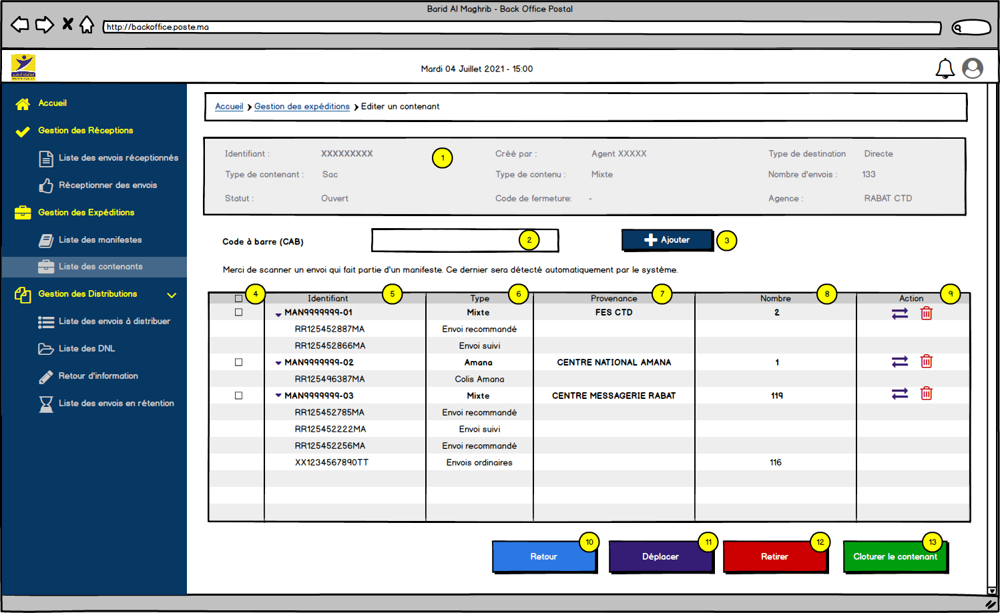 Barid Al Maghrib - Back Office Postal
http://backoffice.poste.ma
Mardi 04 Juillet 2021 - 15:00
Accueil
Gestion des Réceptions
Liste des envois réceptionnés
Réceptionner des envois
Gestion des Expéditions
Liste des manifestes
Liste des contenants
Gestion des Distributions
Liste des envois à distribuer
Liste des DNL
Retour d'information
Liste des envois en rétention
Accueil Gestion des expéditions Editer un contenant
Identifiant : XXXXXXXXX 1 Créé par : Agent XXXXX Type de destination Directe
Type de contenant : Sac Type de contenu : Mixte Nombre d'envois : 133
Statut : Ouvert Code de fermeture: - Agence : RABAT CTD
Code à barre (CAB) 2 Ajouter 3
Merci de scanner un envoi qui fait partie d'un manifeste. Ce dernier sera détecté automatiquement par le système.
4 Identifiant 5 Type 6 Provenance 7 Nombre 8 Action 9
MAN9999999-01 Mixte FES CTD 2
RR125452887MA Envoi recommandé
RR125452866MA Envoi suivi
MAN9999999-02 Amana CENTRE NATIONAL AMANA 1
RR125496387MA Colis Amana
MAN9999999-03 Mixte CENTRE MESSAGERIE RABAT 119
RR125452785MA Envoi recommandé
RR125452222MA Envoi suivi
RR125452256MA Envoi recommandé
XX1234567890TT Envois ordinaires 116
Retour 10 Déplacer 11 Retirer 12 Cloturer le contenant 13